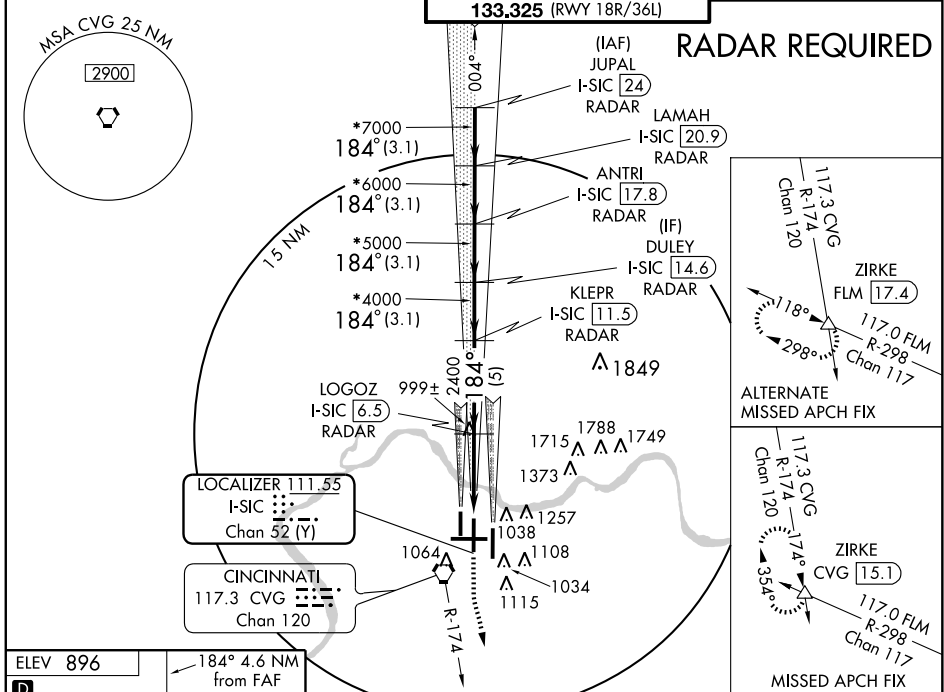 133.325 (RWY 18R/36L)
MSA CVG 25 NM
2900
RADAR REQUIRED
004°
(IAF)
JUPAL
I-SIC 24
RADAR
*7000
184° (3.1)
LAMAH
I-SIC 20.9
RADAR
*6000
184° (3.1)
ANTRI
I-SIC 17.8
RADAR
15 NM
*5000
184° (3.1)
(IF)
DULEY
I-SIC 14.6
RADAR
*4000
184° (3.1)
KLEPR
I-SIC 11.5
RADAR
1849
2400
184°
(5)
LOGOZ
I-SIC 6.5
RADAR
999±
1715
1788
1749
1373
LOCALIZER 111.55
I-SIC
Chan 52 (Y)
1257
1038
1064
1108
1034
1115
CINCINNATI
117.3 CVG
Chan 120
R-174
117.3 CVG
R-174
Chan 120
ZIRKE
FLM 17.4
118°
298°
117.0 FLM
R-298
Chan 117
ALTERNATE
MISSED APCH FIX
117.3 CVG
R-174
Chan 120
174°
354°
ZIRKE
CVG 15.1
117.0 FLM
R-298
Chan 117
MISSED APCH FIX
ELEV 896
D
184° 4.6 NM
from FAF